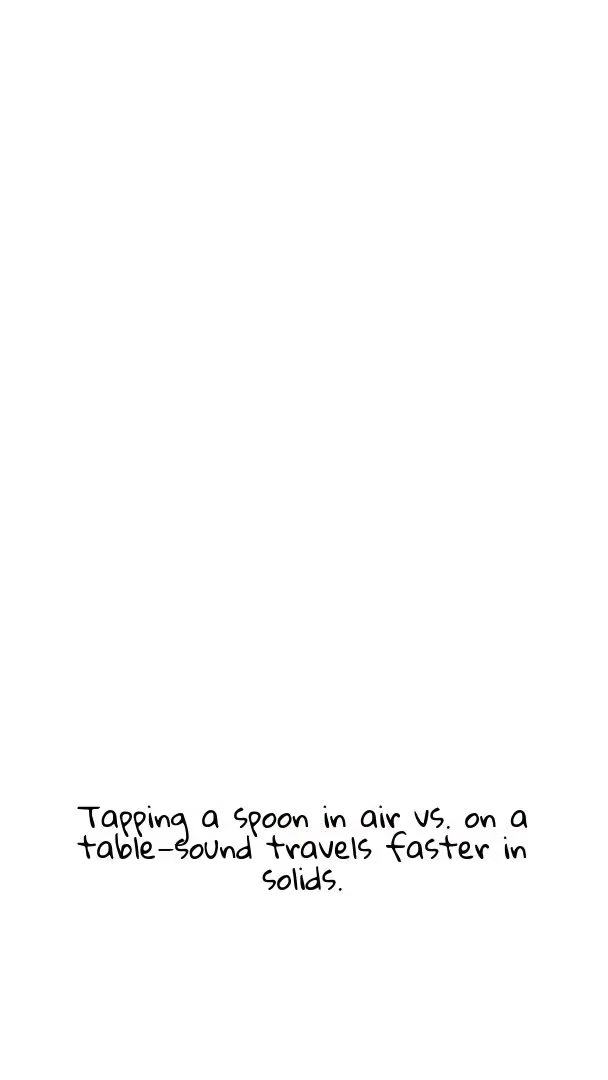 Tapping a spoon in air vs. on a
table-sound travels faster in
solids.